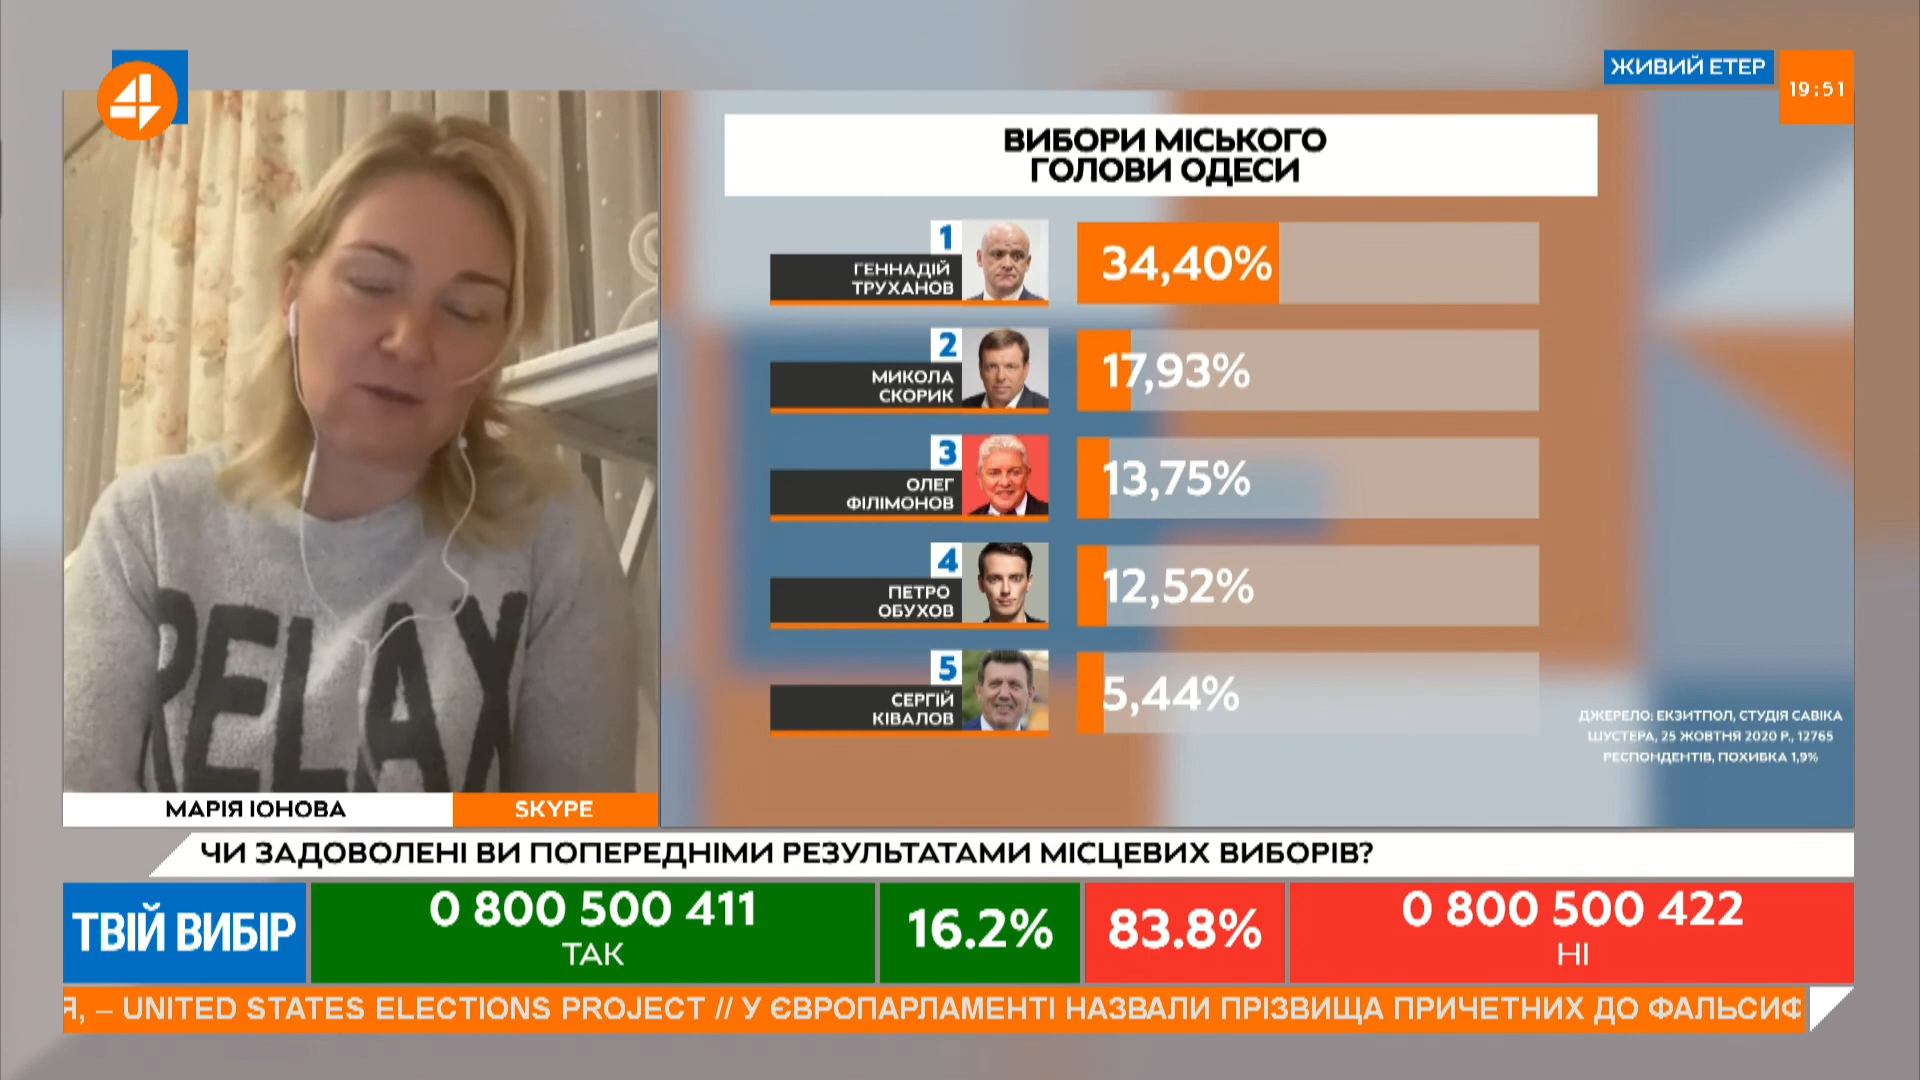 ЖИВИЙ ЕТЕР
19:51
ВИБОРИ МІСЬКОГО
ГОЛОВИ ОДЕСИ
1
ГЕННАДІЙ
ТРУХАНОВ
34,40%
2
МИКОЛА
СКОРИК
17,93%
3
ОЛЕГ
ФІЛІМОНОВ
13,75%
4
ПЕТРО
ОБУХОВ
12,52%
5
СЕРГІЙ
КІВАЛОВ
5,44%
ДЖЕРЕЛО: ЕКЗИТПОЛ, СТУДІЯ САВІКА
ШУСТЕРА, 25 ЖОВТНЯ 2020 Р., 12765
РЕСПОНДЕНТІВ, ПОХИБКА 1,9%
RELAX
МАРІЯ ІОНОВА
SKYPE
ЧИ ЗАДОВОЛЕНІ ВИ ПОПЕРЕДНІМИ РЕЗУЛЬТАТАМИ МІСЦЕВИХ ВИБОРІВ?
ТВІЙ ВИБІР
0 800 500 411
ТАК
16.2%
83.8%
0 800 500 422
НІ
Я, – UNITED STATES ELECTIONS PROJECT // У ЄВРОПАРЛАМЕНТІ НАЗВАЛИ ПРІЗВИЩА ПРИЧЕТНИХ ДО ФАЛЬСИФ